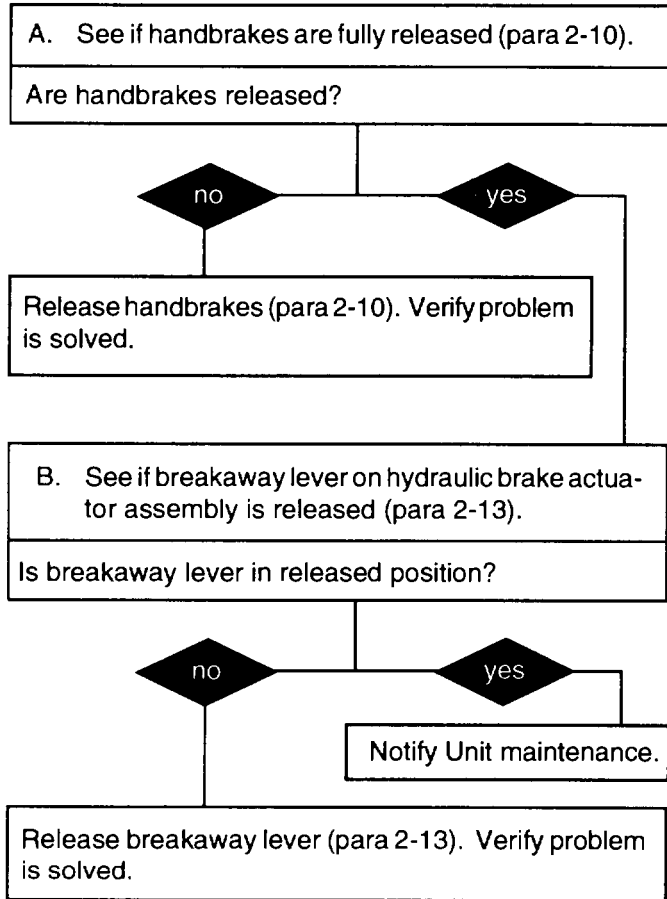 A. See if handbrakes are fully released (para 2-10).
Are handbrakes released?
no
yes
Release handbrakes (para 2-10). Verify problem
is solved.
B. See if breakaway lever on hydraulic brake actua-
tor assembly is released (para 2-13).
Is breakaway lever in released position?
no
yes
Notify Unit maintenance.
Release breakaway lever (para 2-13). Verify problem
is solved.